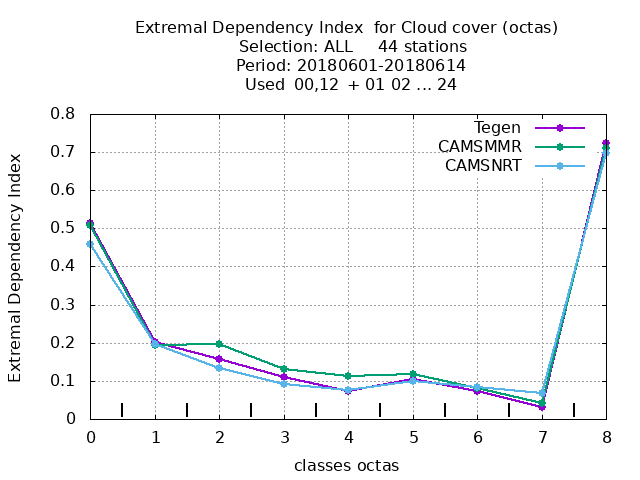 Extremal Dependency Index  for Cloud cover (octas)
Selection: ALL     44 stations
Period: 20180601-20180614
Used  00,12  + 01 02 ... 24
Tegen
CAMSMMR
CAMSNRT
Extremal Dependency Index
0.8
0.7
0.6
0.5
0.4
0.3
0.2
0.1
0
0 1 2 3 4 5 6 7 8
classes octas